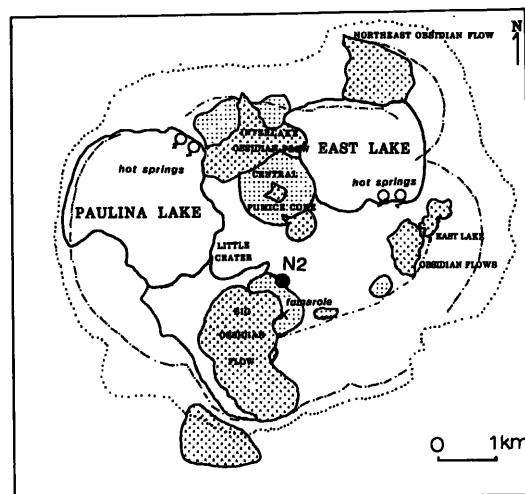 NORTHEAST OBSIDIAN FLOW
N
INTERLAKE
OBSIDIAN FLOW
EAST LAKE
hot springs
CENTRAL
hot springs
PUMICE CONE
PAULINA LAKE
LITTLE
CRATER
EAST LAKE
OBSIDIAN FLOWS
N2
fumarole
BIG
OBSIDIAN
FLOW
0 1km